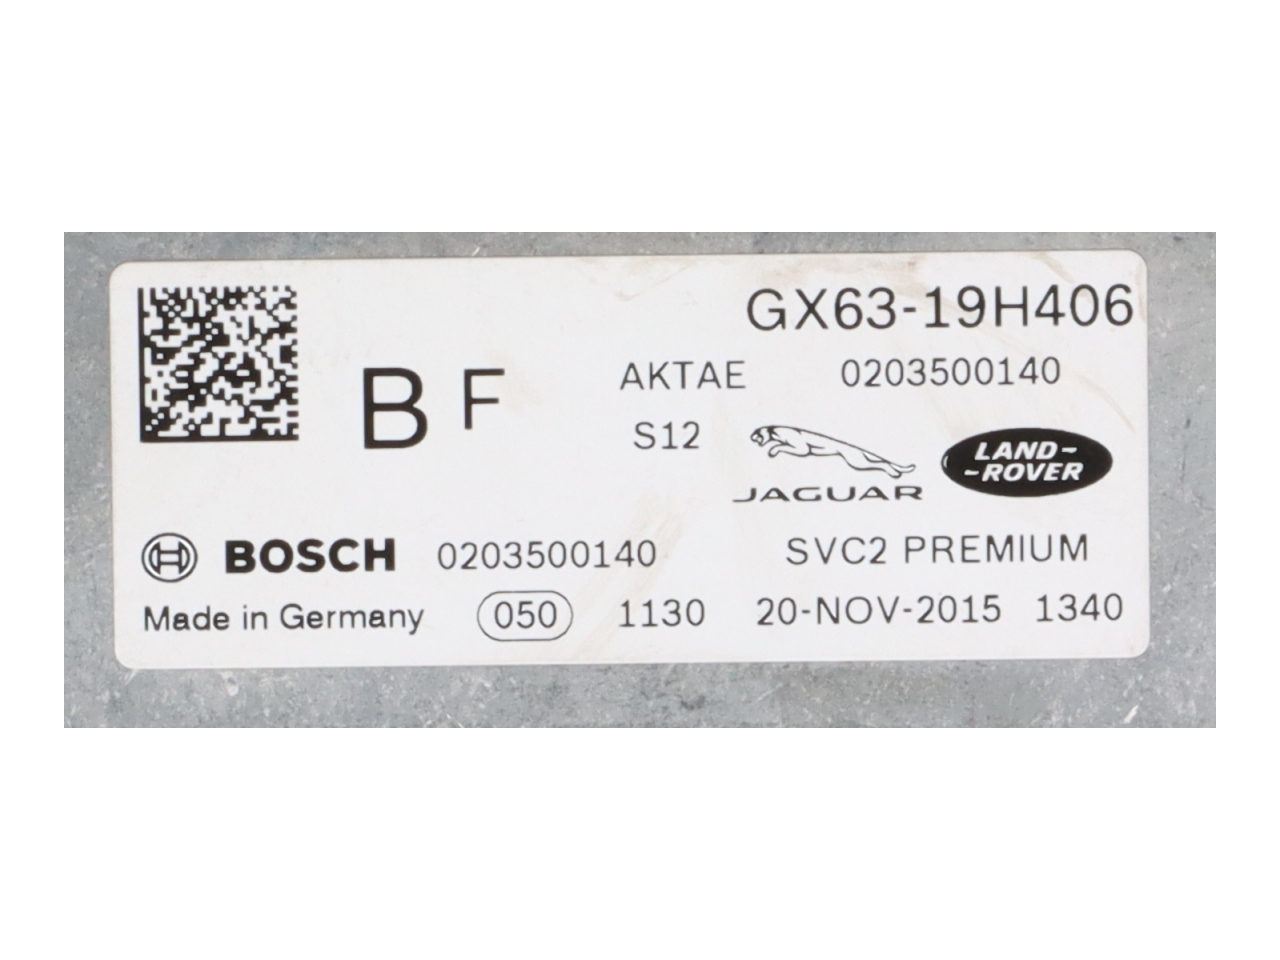 GX63-19H406
B F
AKTAE 0203500140
S12
JAGUAR
LAND-
-ROVER
BOSCH 0203500140 SVC2 PREMIUM
Made in Germany 050 1130 20-NOV-2015 1340